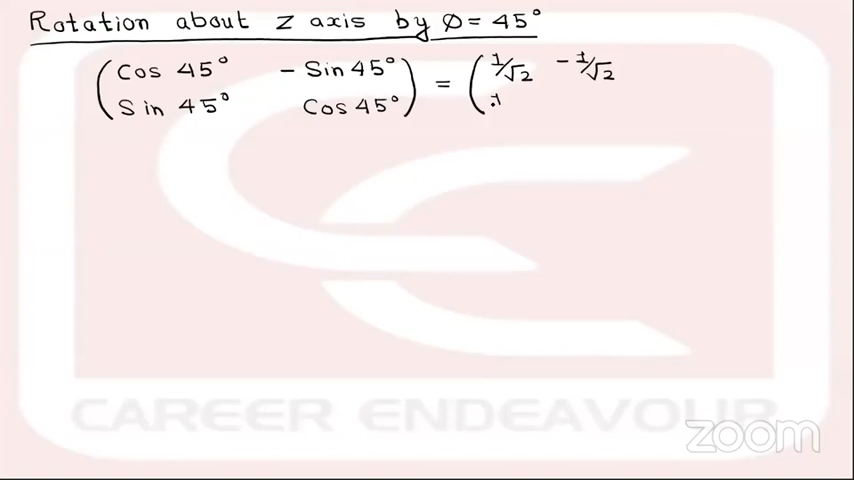 Rotation about Z axis by φ = 45°
( Cos 45° - Sin 45° ) = ( 1/√2 -1/√2
Sin 45° Cos 45° 1
CAREER ENDEAVOUR
zoom